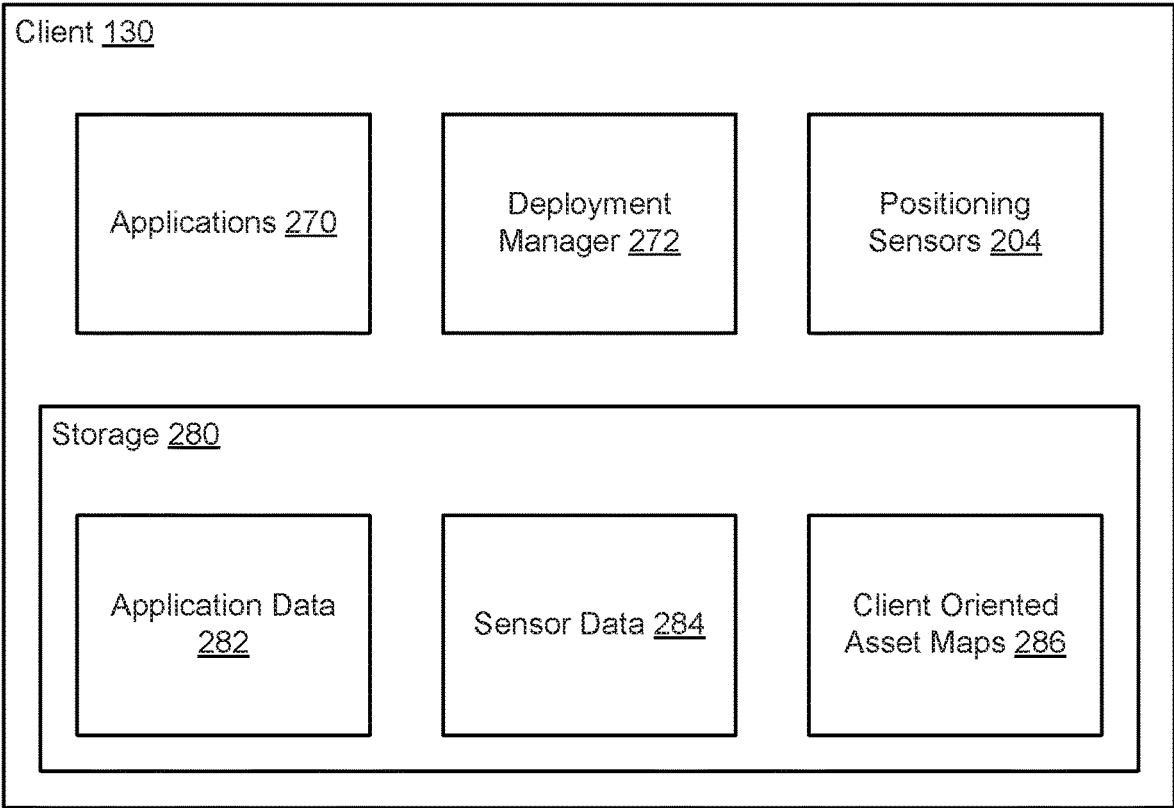 Client 130
Applications 270
Deployment
Manager 272
Positioning
Sensors 204
Storage 280
Application Data
282
Sensor Data 284
Client Oriented
Asset Maps 286